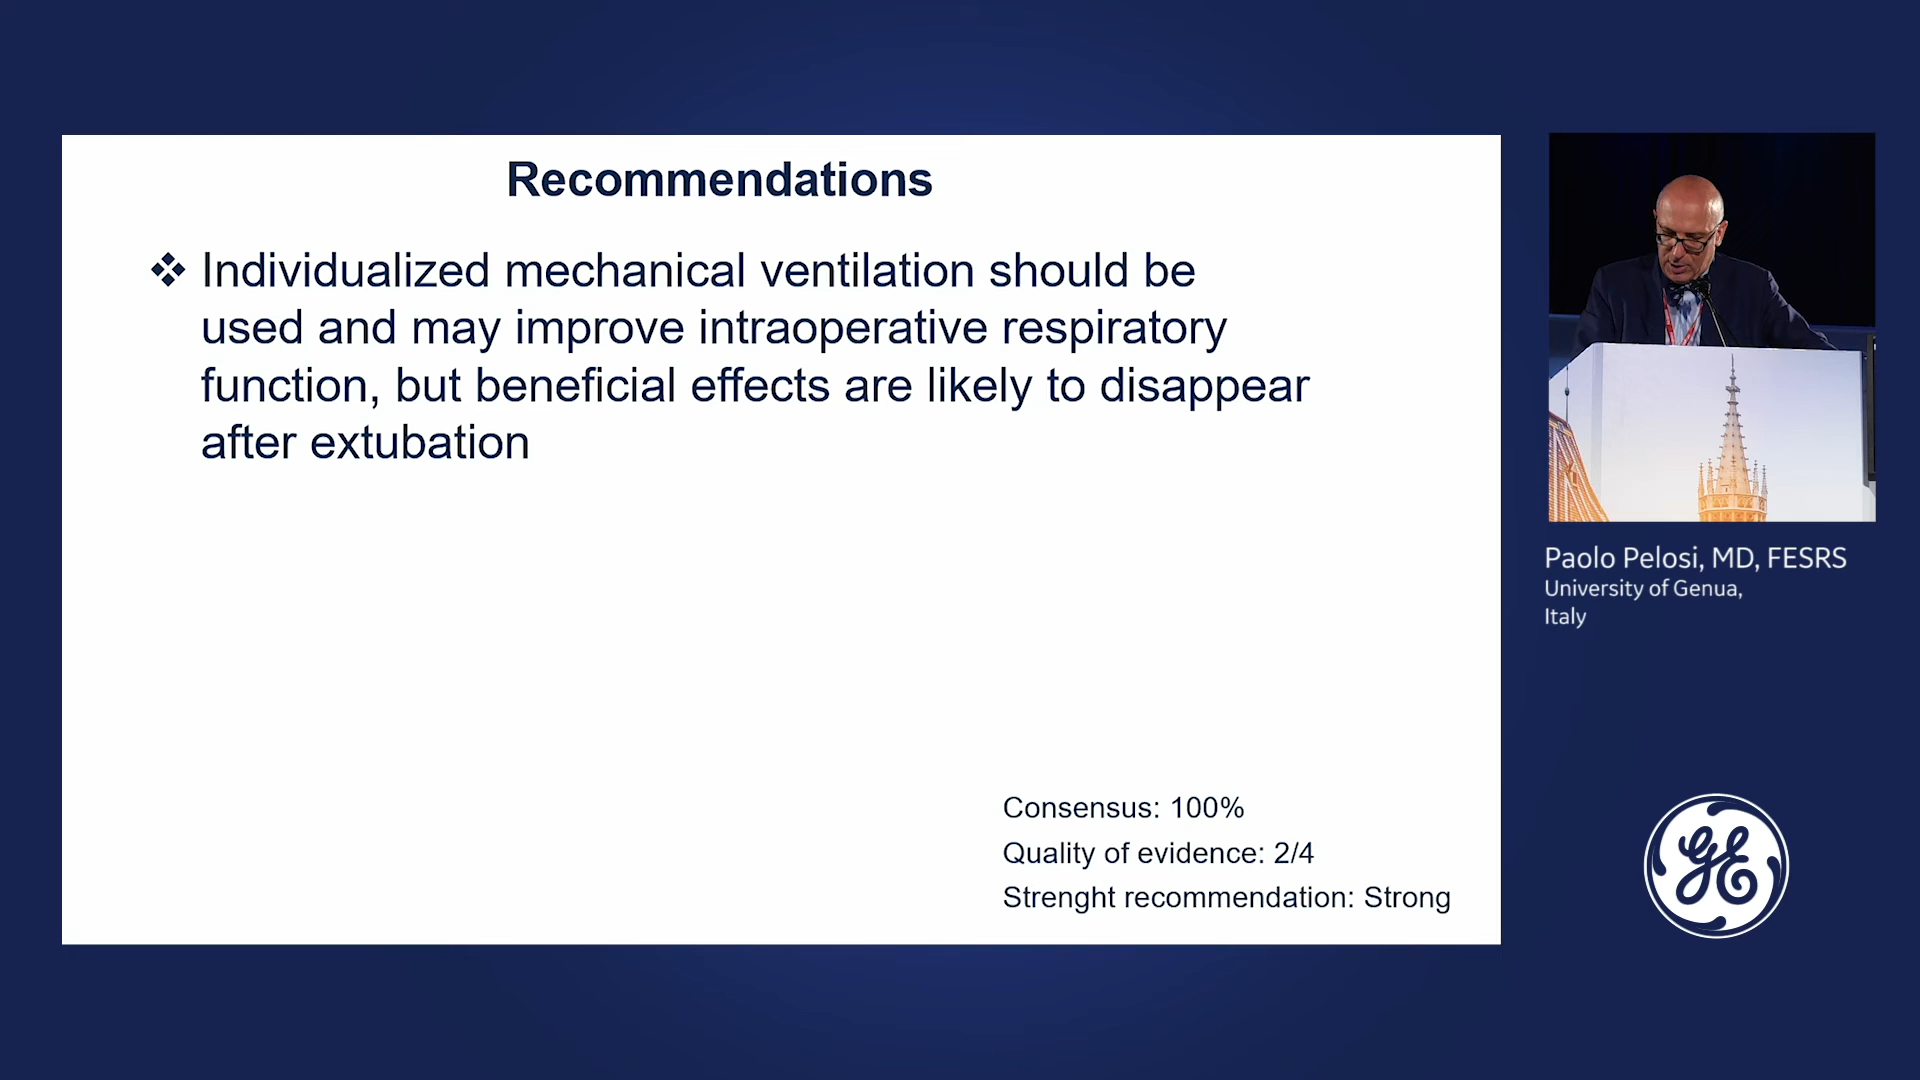 Recommendations
❖ Individualized mechanical ventilation should be
used and may improve intraoperative respiratory
function, but beneficial effects are likely to disappear
after extubation
Consensus: 100%
Quality of evidence: 2/4
Strenght recommendation: Strong
Paolo Pelosi, MD, FESRS
University of Genua,
Italy
GE